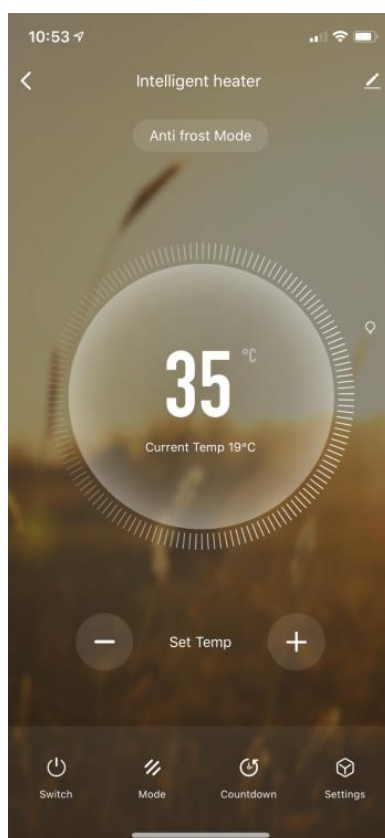 10:53
Intelligent heater
Anti frost Mode
35 °C
Current Temp 19°C
Set Temp
Switch
Mode
Countdown
Settings